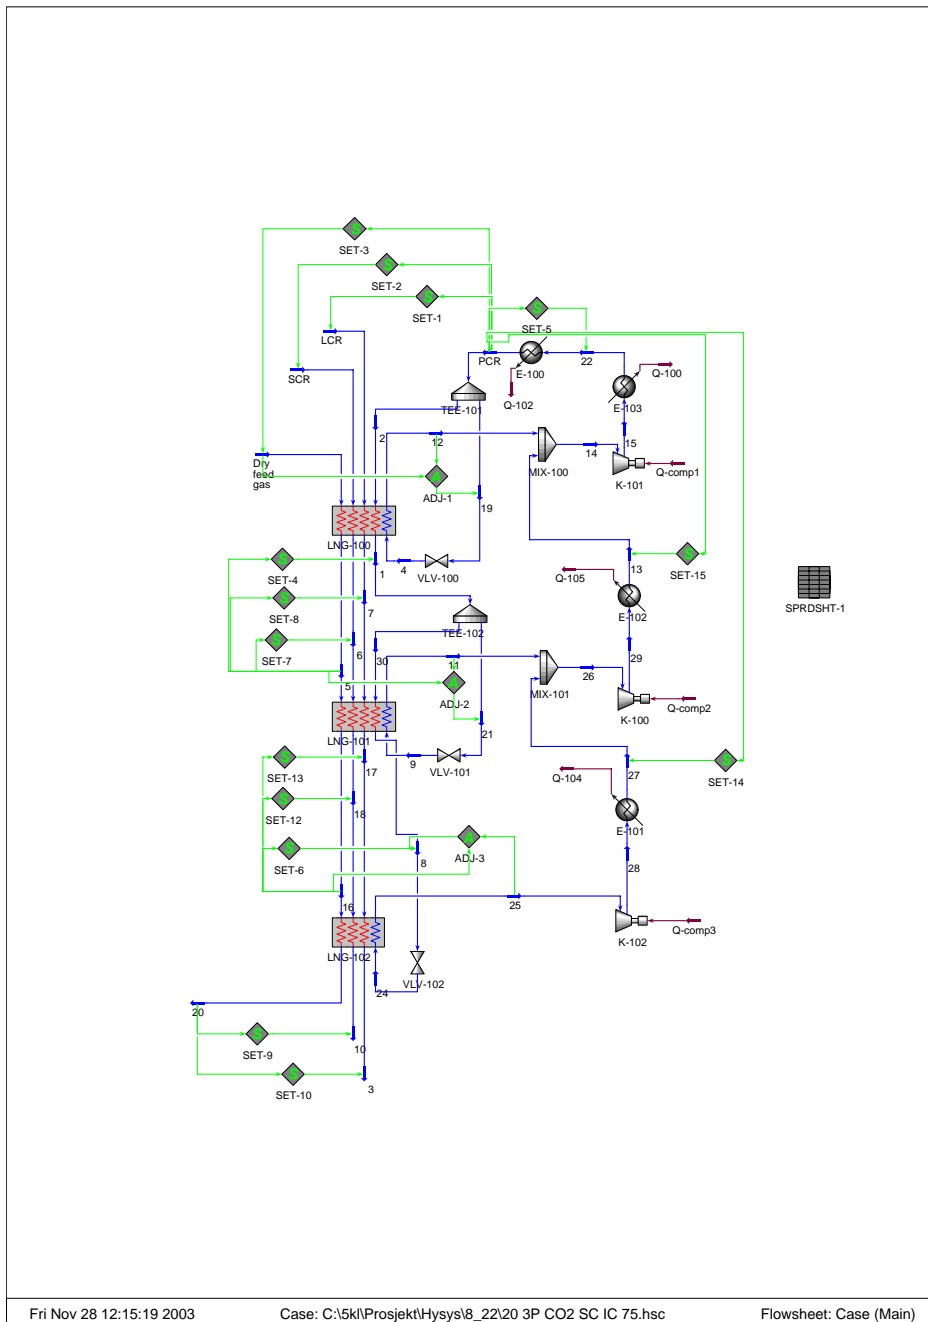 SET-3
SET-2
SET-1
SET-5
LCR
PCR
E-100
22
SCR
Q-100
E-103
TEE-101
Q-102
2
12
15
14
MIX-100
Q-comp1
K-101
Dry
feed
gas
ADJ-1
19
LNG-100
SET-4
1
4
VLV-100
13
SET-15
Q-105
SET-8
7
E-102
SPRDSHT-1
TEE-102
SET-7
6
30
11
29
5
ADJ-2
MIX-101
26
K-100
Q-comp2
21
LNG-101
17
9
VLV-101
SET-13
27
SET-14
Q-104
SET-12
18
E-101
SET-6
8
ADJ-3
28
16
25
K-102
Q-comp3
LNG-102
24
VLV-102
20
SET-9
10
SET-10
3
Fri Nov 28 12:15:19 2003
Case: C:\5kl\Prosjekt\Hysys\8_22\20 3P CO2 SC IC 75.hsc
Flowsheet: Case (Main)
S
S
S
S
A
S
S
S
S
A
S
S
S
S
A
S
S